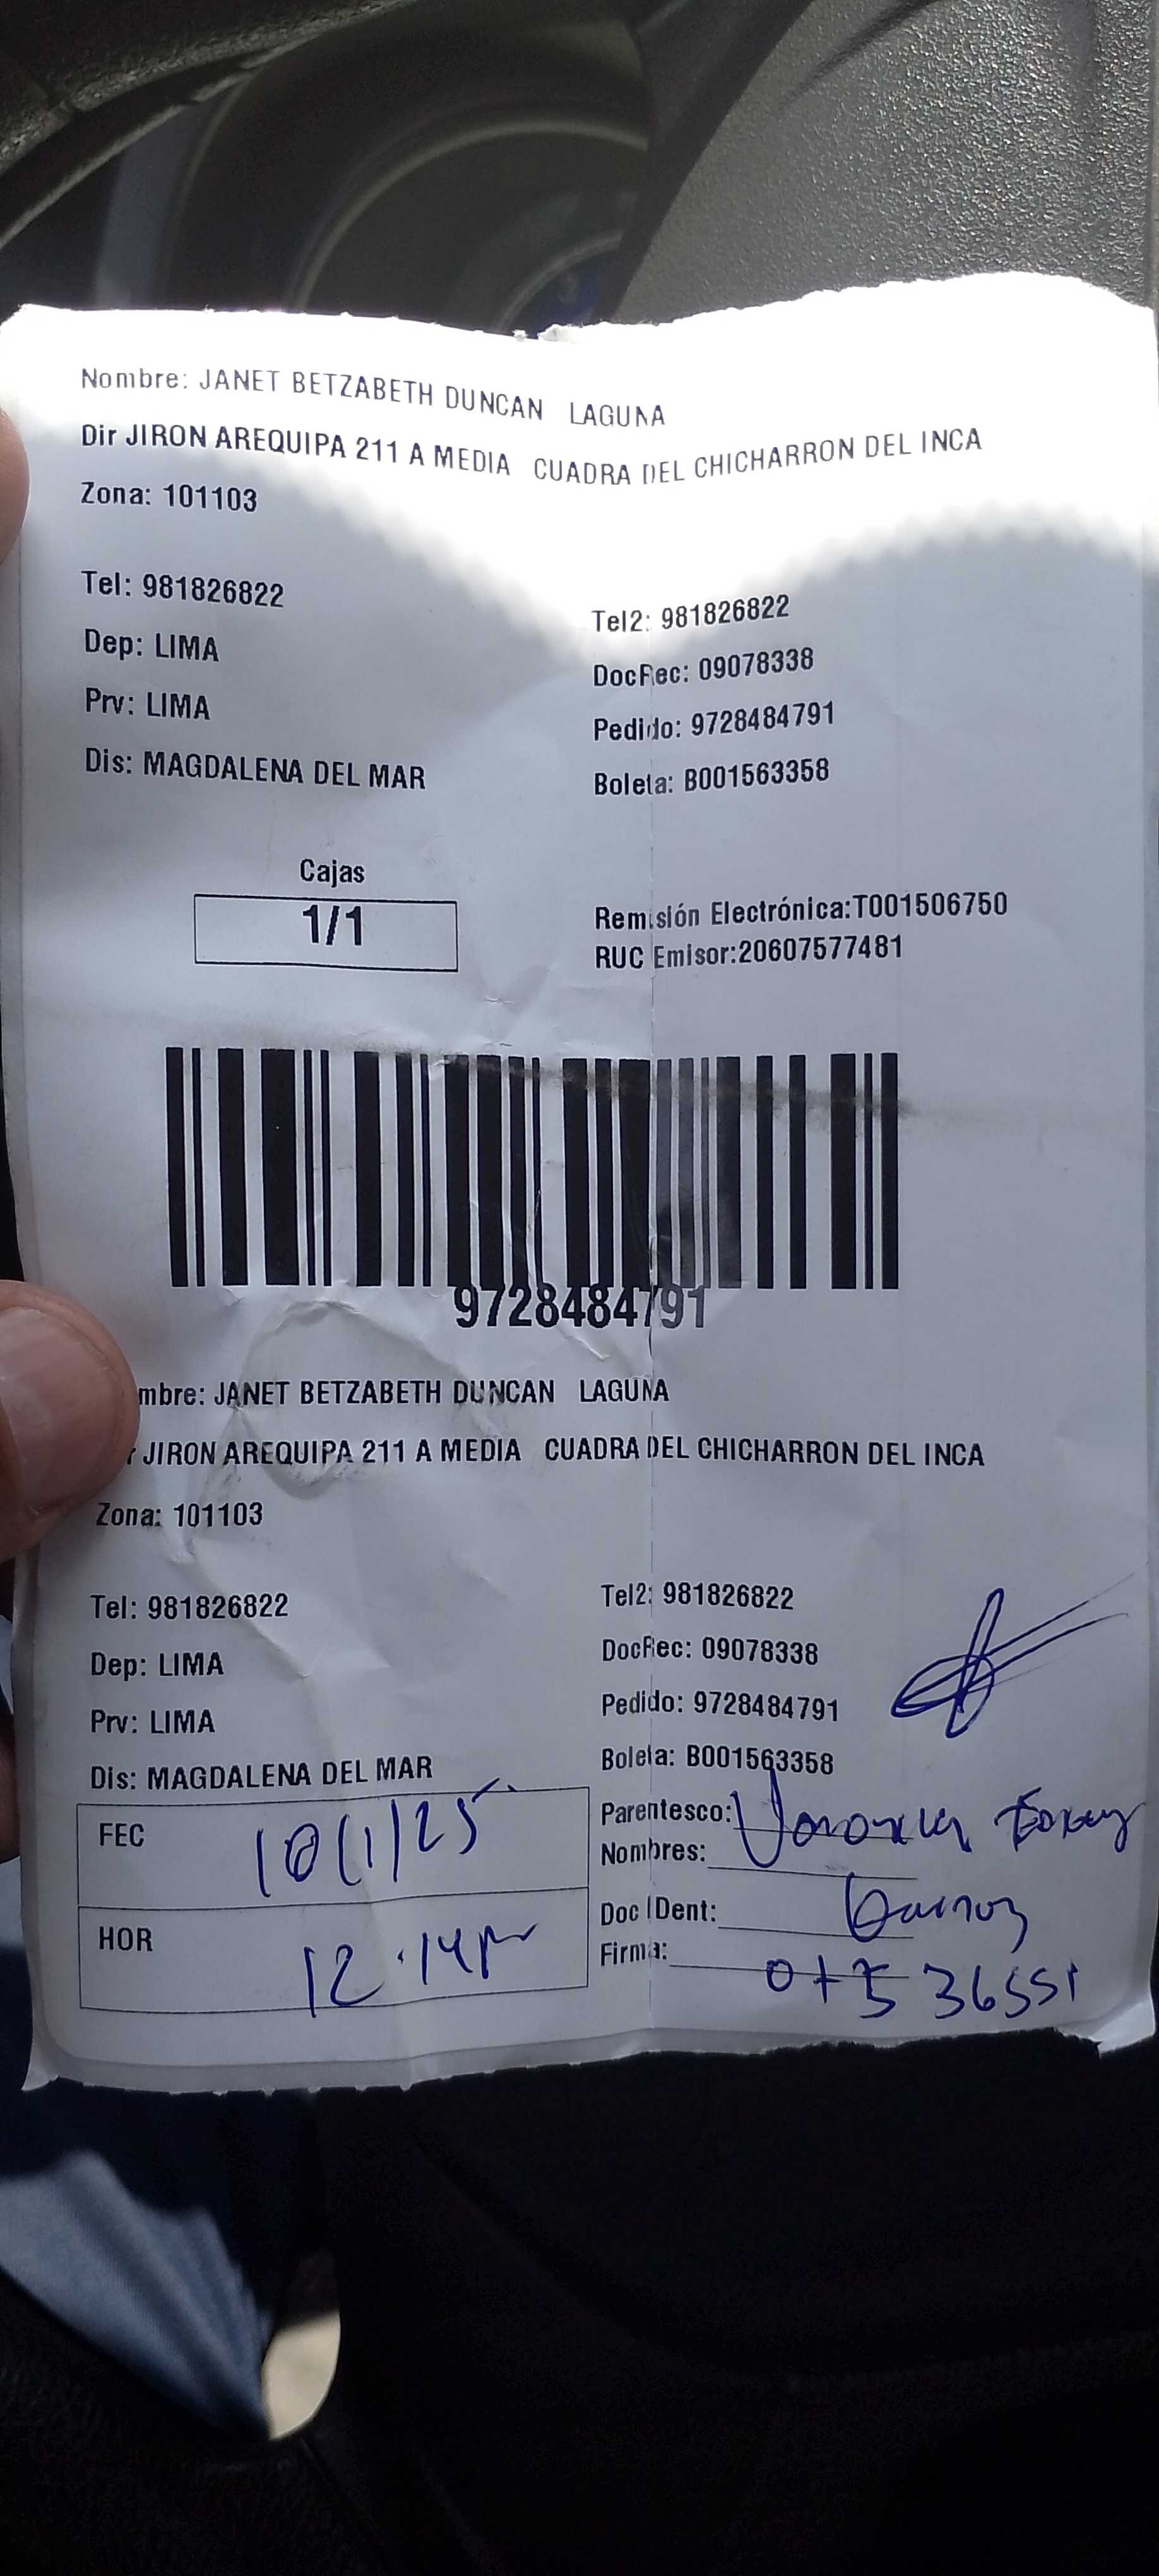 Nombre: JANET BETZABETH DUNCAN LAGUNA
Dir JIRON AREQUIPA 211 A MEDIA CUADRA DEL CHICHARRON DEL INCA
Zona: 101103
Tel: 981826822
Tel2: 981826822
Dep: LIMA
DocRec: 09078338
Prv: LIMA
Pedido: 9728484791
Dis: MAGDALENA DEL MAR
Boleta: B001563358
Cajas
1/1
Remisión Electrónica:T001506750
RUC Emisor:20607577481
9728484791
mbre: JANET BETZABETH DUNCAN LAGUNA
JIRON AREQUIPA 211 A MEDIA CUADRA DEL CHICHARRON DEL INCA
Zona: 101103
Tel: 981826822
Tel2: 981826822
Dep: LIMA
DocRec: 09078338
Prv: LIMA
Pedido: 9728484791
Dis: MAGDALENA DEL MAR
Boleta: B001563358
FEC 10/1/25
Parentesco:
Nombres:
HOR 12:14pm
Doc Dent:
Firma: